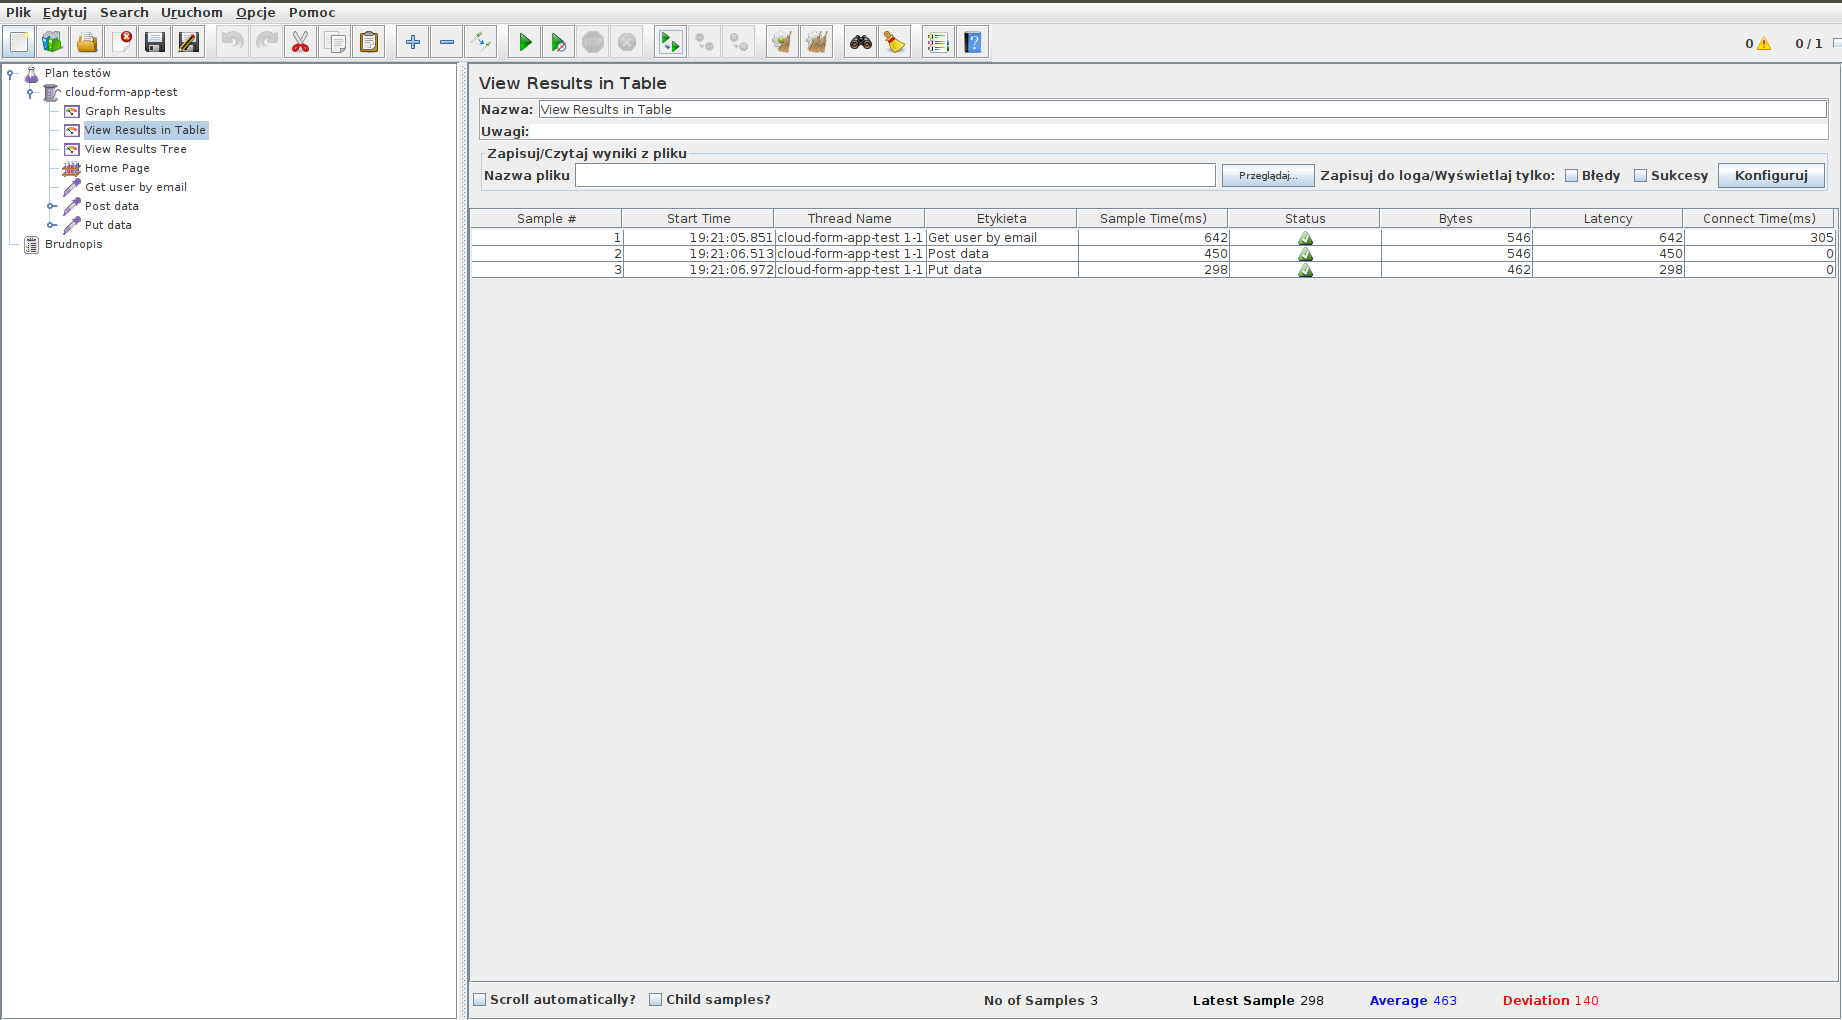 Plik Edytuj Search Uruchom Opcje Pomoc
STOP
0 0 / 1
Plan testów
cloud-form-app-test
Graph Results
View Results in Table
View Results Tree
Home Page
Get user by email
Post data
Put data
Brudnopis
View Results in Table
Nazwa: View Results in Table
Uwagi:
Zapisuj/Czytaj wyniki z pliku
Nazwa pliku Przeglądaj... Zapisuj do loga/Wyświetlaj tylko: Błędy Sukcesy Konfiguruj
Sample # Start Time Thread Name Etykieta Sample Time(ms) Status Bytes Latency Connect Time(ms)
1 19:21:05.851 cloud-form-app-test 1-1 Get user by email 642 546 642 305
2 19:21:06.513 cloud-form-app-test 1-1 Post data 450 546 450 0
3 19:21:06.972 cloud-form-app-test 1-1 Put data 298 462 298 0
Scroll automatically? Child samples? No of Samples 3 Latest Sample 298 Average 463 Deviation 140